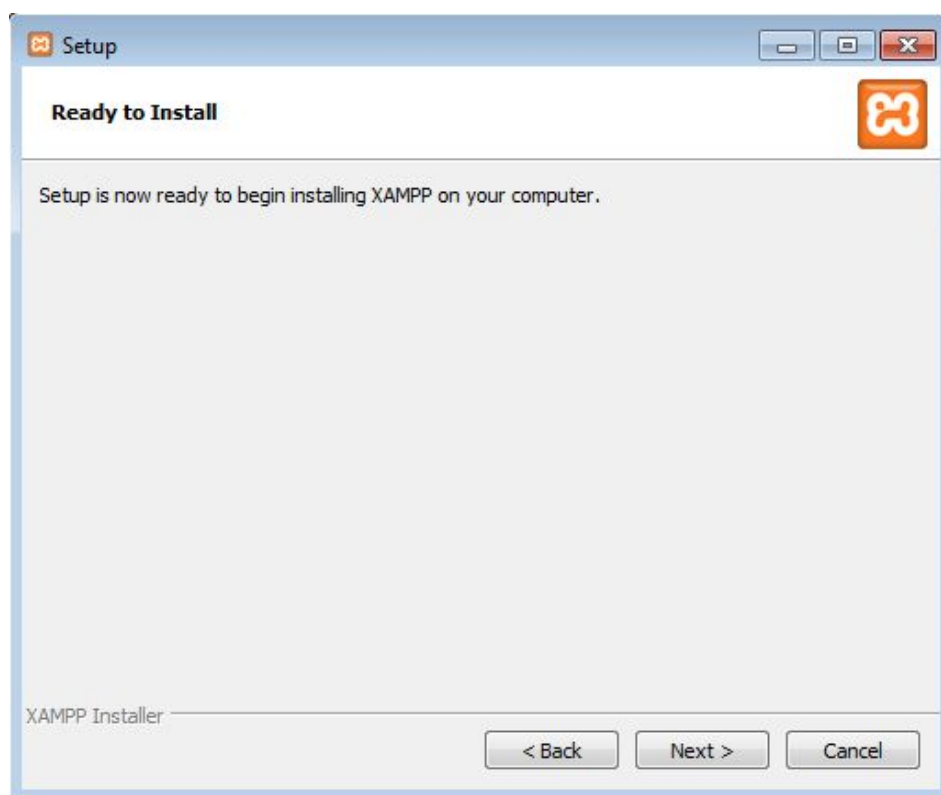 Setup
Ready to Install
Setup is now ready to begin installing XAMPP on your computer.
XAMPP Installer
< Back Next > Cancel